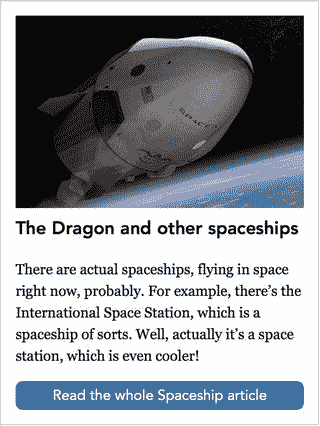 SPACEX
The Dragon and other spaceships
There are actual spaceships, flying in space
right now, probably. For example, there’s the
International Space Station, which is a
spaceship of sorts. Well, actually it’s a space
station, which is even cooler!
Read the whole Spaceship article